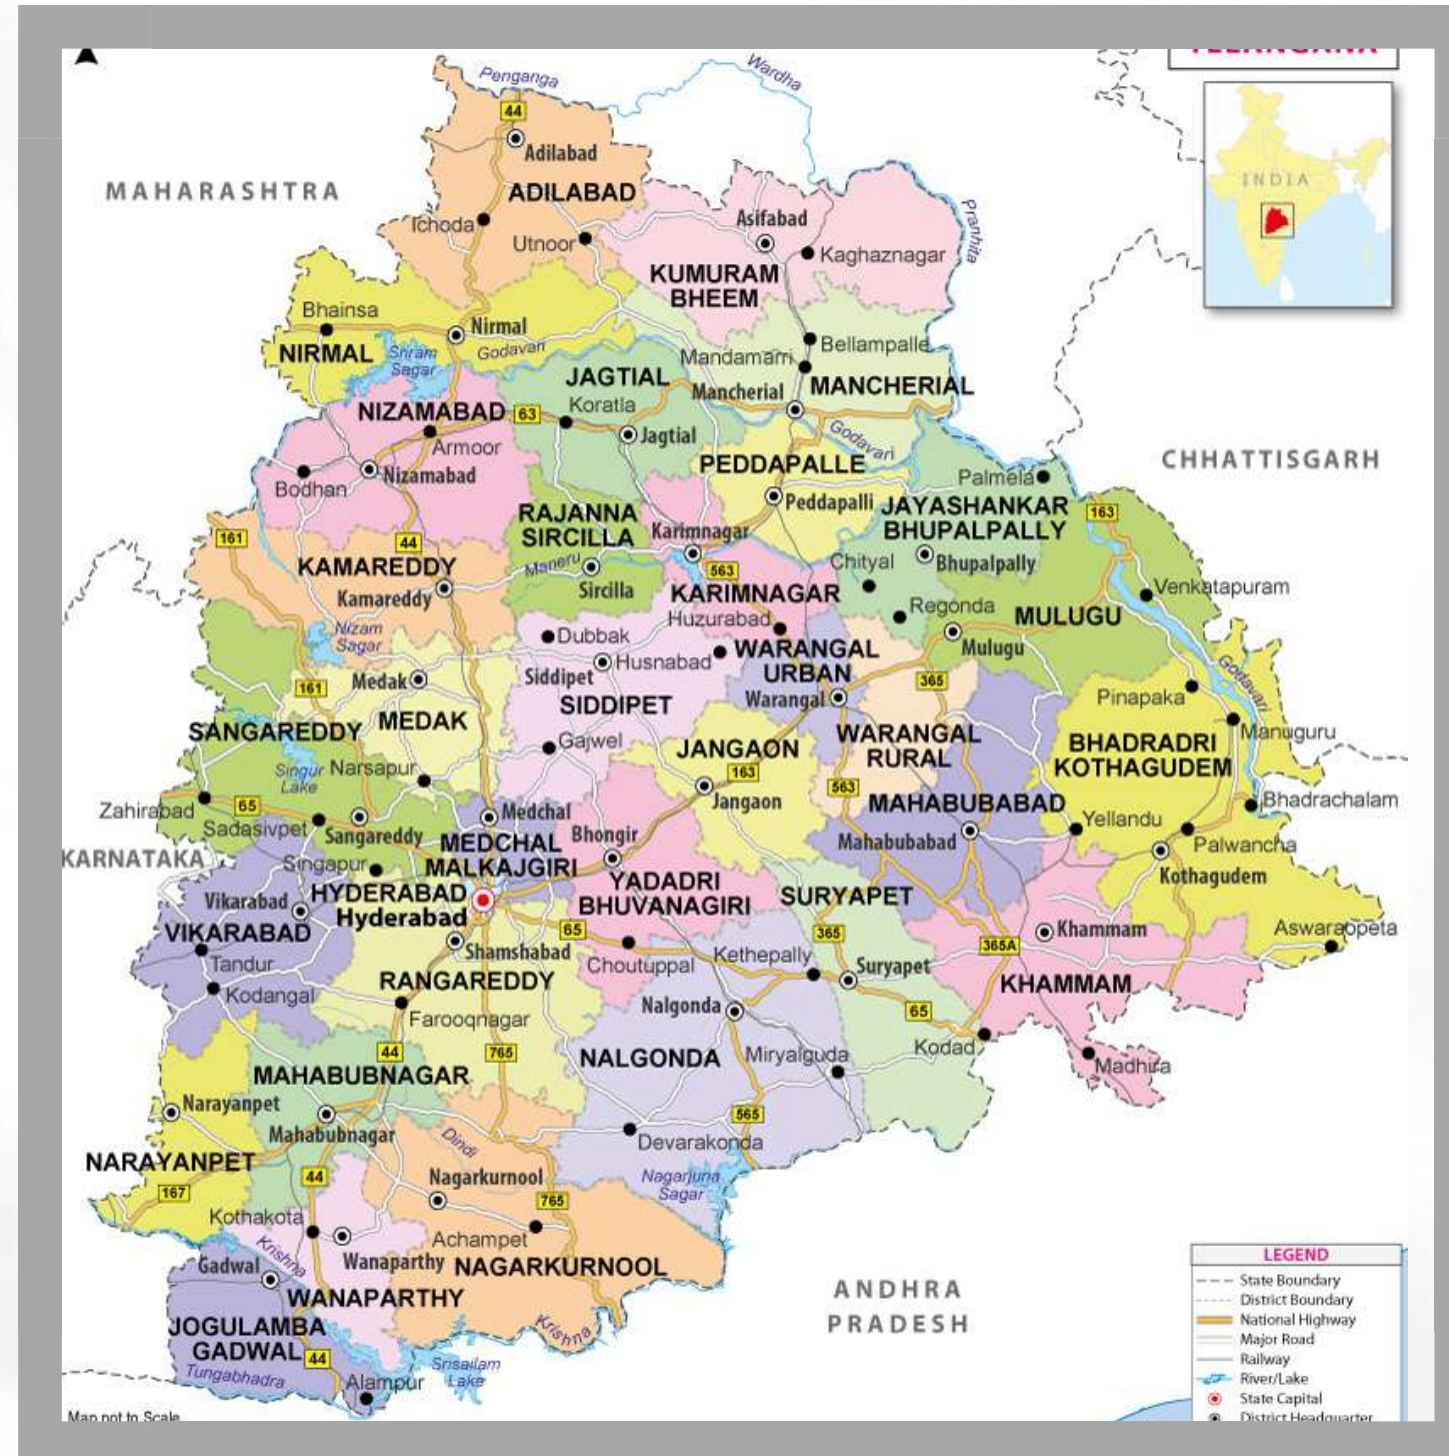 TELANGANA
Penganga
Wardha
44
Adilabad
MAHARASHTRA
ADILABAD
INDIA
Ichoda
Utnoor
Asifabad
Kaghaznagar
Pranhita
KUMURAM
BHEEM
Bhainsa
Nirmal
NIRMAL
Sriram
Sagar
Godavari
Bellampalle
Mandamarri
JAGTIAL
Mancherial
MANCHERIAL
NIZAMABAD
63
Koratla
Armoor
Jagtial
Godavari
CHHATTISGARH
PEDDAPALLE
Bodhan
Nizamabad
Palmela
Peddapalli
JAYASHANKAR
BHUPALPALLY
163
RAJANNA
SIRCILLA
Karimnagar
161
44
KAMAREDDY
Maneru
Chityal
Bhupalpally
563
Kamareddy
Sircilla
KARIMNAGAR
Venkatapuram
Regonda
MULUGU
Huzurabad
Nizam
Sagar
Dubbak
WARANGAL
URBAN
Mulugu
Husnabad
Siddipet
Godavari
Medak
161
365
Pinapaka
Warangal
SIDDIPET
MEDAK
SANGAREDDY
Manuguru
Gajwel
JANGAON
WARANGAL
RURAL
BHADRADRI
KOTHAGUDEM
Singur
Lake
Narsapur
163
563
Jangaon
Zahirabad
65
Medchal
MAHABUBABAD
Bhadrachalam
Sadasivpet
Sangareddy
Bhongir
Yellandu
MEDCHAL
MALKAJGIRI
Mahabubabad
Palwancha
KARNATAKA
Singapur
Kothagudem
YADADRI
BHUVANAGIRI
HYDERABAD
Hyderabad
SURYAPET
Vikarabad
VIKARABAD
65
365
365A
Khammam
Aswaraopeta
Shamshabad
Tandur
Choutuppal
Kethepally
Suryapet
RANGAREDDY
KHAMMAM
Kodangal
Nalgonda
Farooqnagar
65
Kodad
44
765
NALGONDA
Miryalguda
Madhira
MAHABUBNAGAR
Narayanpet
565
Mahabubnagar
Dindi
Devarakonda
NARAYANPET
167
44
Nagarkurnool
765
Nagarjuna
Sagar
Kothakota
Krishna
Achampet
Gadwal
Wanaparthy
NAGARKURNOOL
WANAPARTHY
ANDHRA
PRADESH
JOGULAMBA
GADWAL
44
Krishna
Tungabhadra
Srisailam
Lake
Alampur
Map not to Scale
LEGEND
State Boundary
District Boundary
National Highway
Major Road
Railway
River/Lake
State Capital
District Headquarter